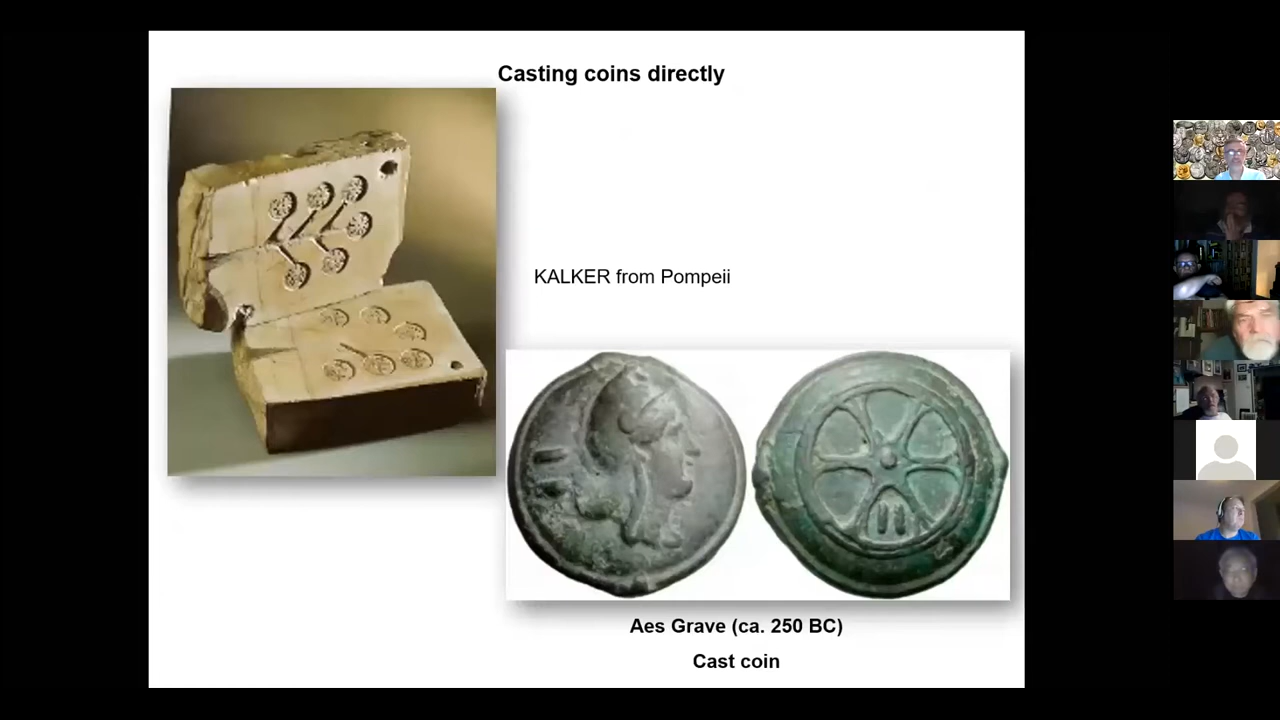 Casting coins directly
KALKER from Pompeii
Aes Grave (ca. 250 BC)
Cast coin